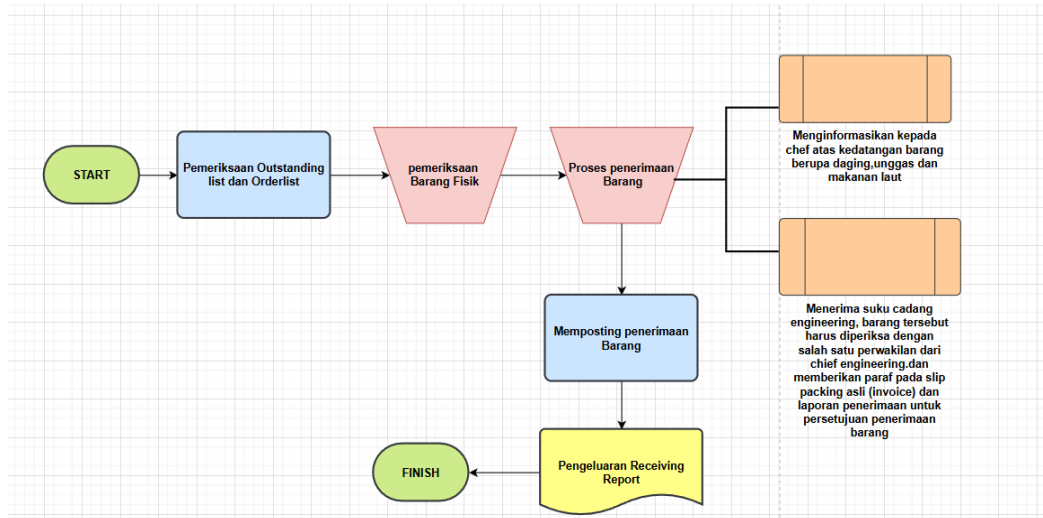 START
Pemeriksaan Outstanding
list dan Orderlist
pemeriksaan
Barang Fisik
Proses penerimaan
Barang
Menginformasikan kepada
chef atas kedatangan barang
berupa daging,unggas dan
makanan laut
Menerima suku cadang
engineering, barang tersebut
harus diperiksa dengan
salah satu perwakilan dari
chief engineering.dan
memberikan paraf pada slip
packing asli (invoice) dan
laporan penerimaan untuk
persetujuan penerimaan
barang
Memposting penerimaan
Barang
Pengeluaran Receiving
Report
FINISH